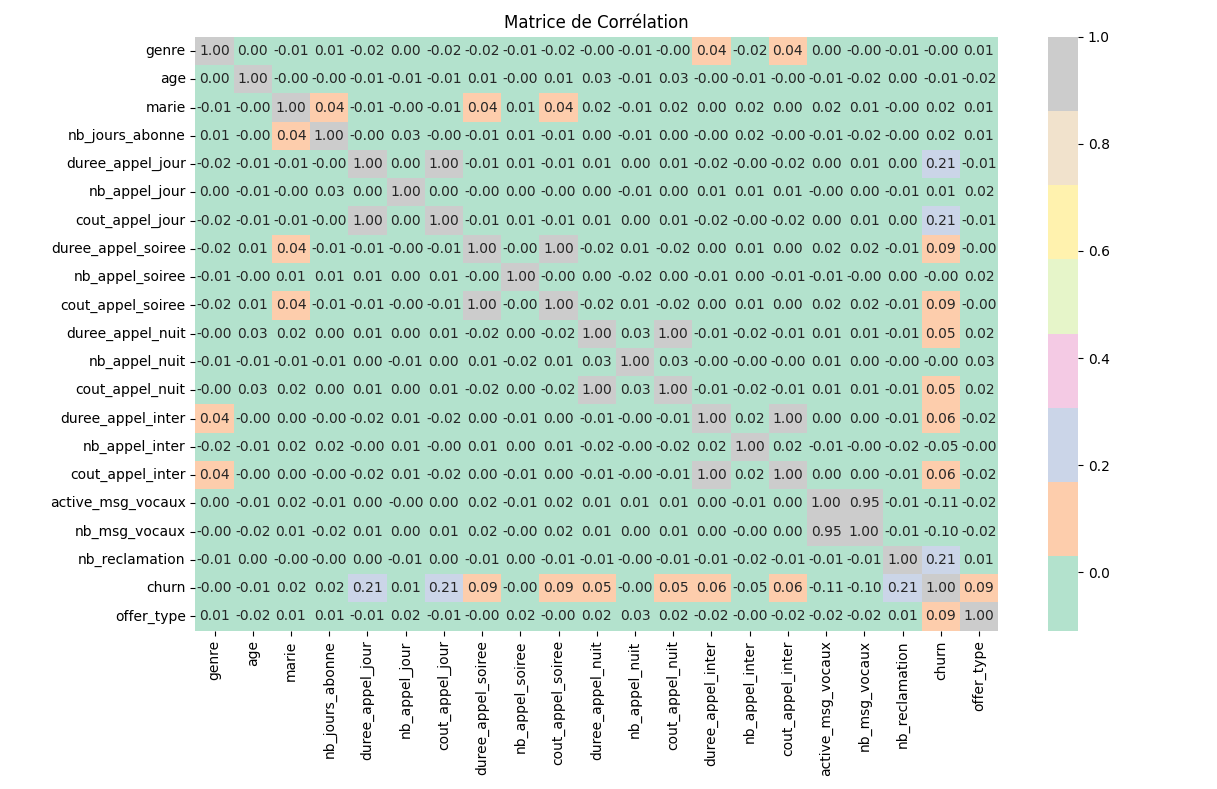 Matrice de Corrélation
genre 1.00 0.00 -0.01 0.01 -0.02 0.00 -0.02 -0.02 -0.01 -0.02 -0.00 -0.01 -0.00 0.04 -0.02 0.04 0.00 -0.00 -0.01 -0.00 0.01
age 0.00 1.00 -0.00 -0.00 -0.01 -0.01 -0.01 0.01 -0.00 0.01 0.03 -0.01 0.03 -0.00 -0.01 -0.00 -0.01 -0.02 0.00 -0.01 -0.02
marie -0.01 -0.00 1.00 0.04 -0.01 -0.00 -0.01 0.04 0.01 0.04 0.02 -0.01 0.02 0.00 0.02 0.00 0.02 0.01 -0.00 0.02 0.01
nb_jours_abonne 0.01 -0.00 0.04 1.00 -0.00 0.03 -0.00 -0.01 0.01 -0.01 0.00 -0.01 0.00 -0.00 0.02 -0.00 0.01 -0.02 -0.00 0.02 0.01
duree_appel_jour -0.02 -0.01 -0.01 -0.00 1.00 0.00 1.00 -0.01 0.01 -0.01 0.01 0.00 0.01 -0.02 -0.00 -0.02 -0.00 0.01 0.00 0.21 -0.01
nb_appel_jour 0.00 -0.01 -0.00 0.03 0.00 1.00 0.00 -0.00 0.00 -0.00 0.00 -0.01 0.00 0.01 0.01 0.01 -0.00 -0.00 -0.01 0.01 0.02
cout_appel_jour -0.02 -0.01 -0.01 -0.00 1.00 0.00 1.00 -0.01 0.01 -0.01 0.01 0.00 0.01 -0.02 -0.00 -0.02 -0.00 0.01 0.00 0.21 -0.01
duree_appel_soiree -0.02 0.01 0.04 -0.01 -0.01 -0.00 -0.01 1.00 -0.00 1.00 -0.02 0.01 -0.02 0.00 0.01 0.00 0.02 0.02 -0.01 0.09 -0.00
nb_appel_soiree -0.01 -0.00 0.01 0.01 0.01 0.00 0.01 -0.00 1.00 -0.00 0.00 -0.02 0.00 -0.01 0.00 -0.01 -0.01 -0.00 0.00 -0.00 0.02
cout_appel_soiree -0.02 0.01 0.04 -0.01 -0.01 -0.00 -0.01 1.00 -0.00 1.00 -0.02 0.01 -0.02 0.00 0.01 0.00 0.02 0.02 -0.01 0.09 -0.00
duree_appel_nuit -0.00 0.03 0.02 0.00 0.01 0.00 0.01 -0.02 0.00 -0.02 1.00 0.03 1.00 -0.01 -0.02 -0.01 0.01 0.01 -0.01 0.05 0.02
nb_appel_nuit -0.01 -0.01 -0.01 -0.01 0.00 -0.01 0.00 0.01 -0.02 0.01 0.03 1.00 0.03 -0.00 -0.00 -0.00 0.01 0.00 -0.00 -0.00 0.03
cout_appel_nuit -0.00 0.03 0.02 0.00 0.01 0.00 0.01 -0.02 0.00 -0.02 1.00 0.03 1.00 -0.01 -0.02 -0.01 0.01 0.01 -0.01 0.05 0.02
duree_appel_inter 0.04 -0.00 0.00 -0.00 -0.02 0.01 -0.02 0.00 -0.01 0.00 -0.01 -0.00 -0.01 1.00 0.02 1.00 0.00 0.00 -0.01 0.06 -0.02
nb_appel_inter -0.02 -0.01 0.02 0.02 -0.00 0.01 -0.00 0.01 0.00 0.01 -0.02 -0.00 -0.02 0.02 1.00 0.02 -0.01 -0.00 -0.02 -0.05 -0.00
cout_appel_inter 0.04 -0.00 0.00 -0.00 -0.02 0.01 -0.02 0.00 -0.01 0.00 -0.01 -0.00 -0.01 1.00 0.02 1.00 0.00 0.00 -0.01 0.06 -0.02
active_msg_vocaux 0.00 -0.01 0.02 0.01 -0.00 -0.00 -0.00 0.02 -0.01 0.02 0.01 0.01 0.01 0.00 -0.01 0.00 1.00 0.95 -0.01 -0.11 -0.02
nb_msg_vocaux -0.00 -0.02 0.01 -0.02 0.01 -0.00 0.01 0.02 -0.00 0.02 0.01 0.00 0.01 0.00 -0.00 0.00 0.95 1.00 -0.01 -0.10 -0.02
nb_reclamation -0.01 0.00 -0.00 -0.00 0.00 -0.01 0.00 -0.01 0.00 -0.01 -0.01 -0.00 -0.01 -0.01 -0.02 -0.01 -0.01 -0.01 1.00 0.21 0.01
churn -0.00 -0.01 0.02 0.02 0.21 0.01 0.21 0.09 -0.00 0.09 0.05 -0.00 0.05 0.06 -0.05 0.06 -0.11 -0.10 0.21 1.00 0.09
offer_type 0.01 -0.02 0.01 0.01 -0.01 0.02 -0.01 -0.00 0.02 -0.00 0.02 0.03 0.02 -0.02 -0.00 -0.02 -0.02 -0.02 0.01 0.09 1.00
genre
age
marie
nb_jours_abonne
duree_appel_jour
nb_appel_jour
cout_appel_jour
duree_appel_soiree
nb_appel_soiree
cout_appel_soiree
duree_appel_nuit
nb_appel_nuit
cout_appel_nuit
duree_appel_inter
nb_appel_inter
cout_appel_inter
active_msg_vocaux
nb_msg_vocaux
nb_reclamation
churn
offer_type
1.0
0.8
0.6
0.4
0.2
0.0